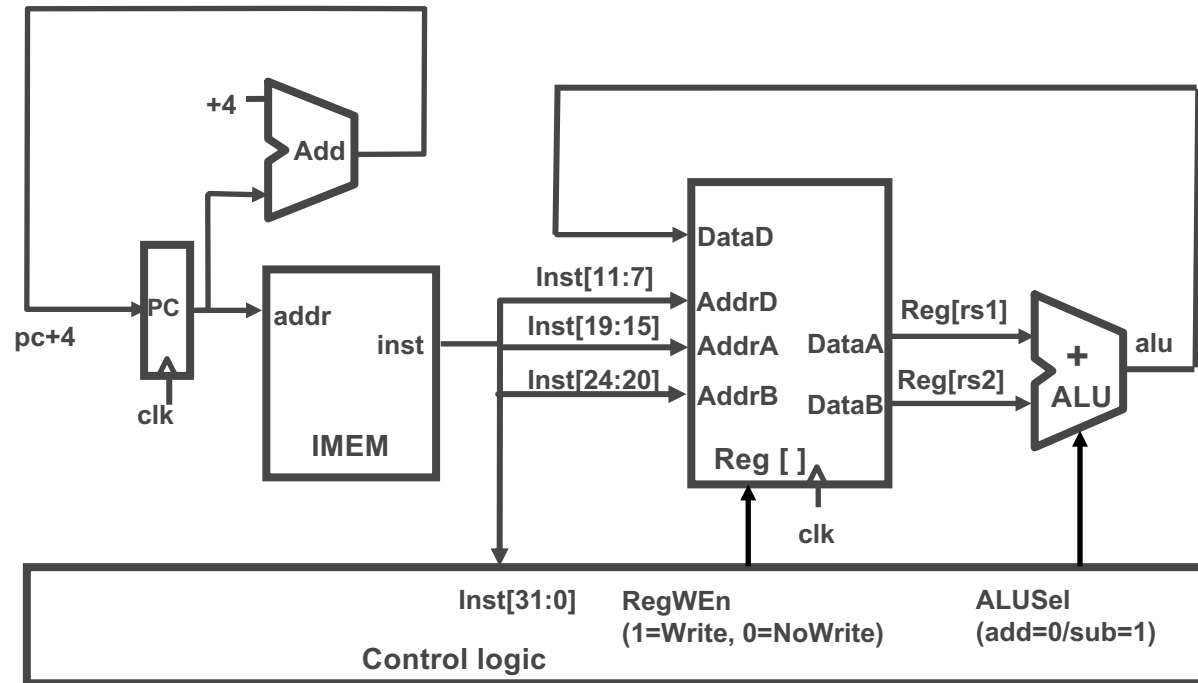 +4
Add
DataD
Inst[11:7]
AddrD
PC
addr
Reg[rs1]
Inst[19:15]
+
pc+4
inst
AddrA
DataA
alu
Inst[24:20]
Reg[rs2]
AddrB
DataB
ALU
clk
IMEM
Reg [ ]
clk
Inst[31:0]
RegWEn
(1=Write, 0=NoWrite)
ALUSel
(add=0/sub=1)
Control logic